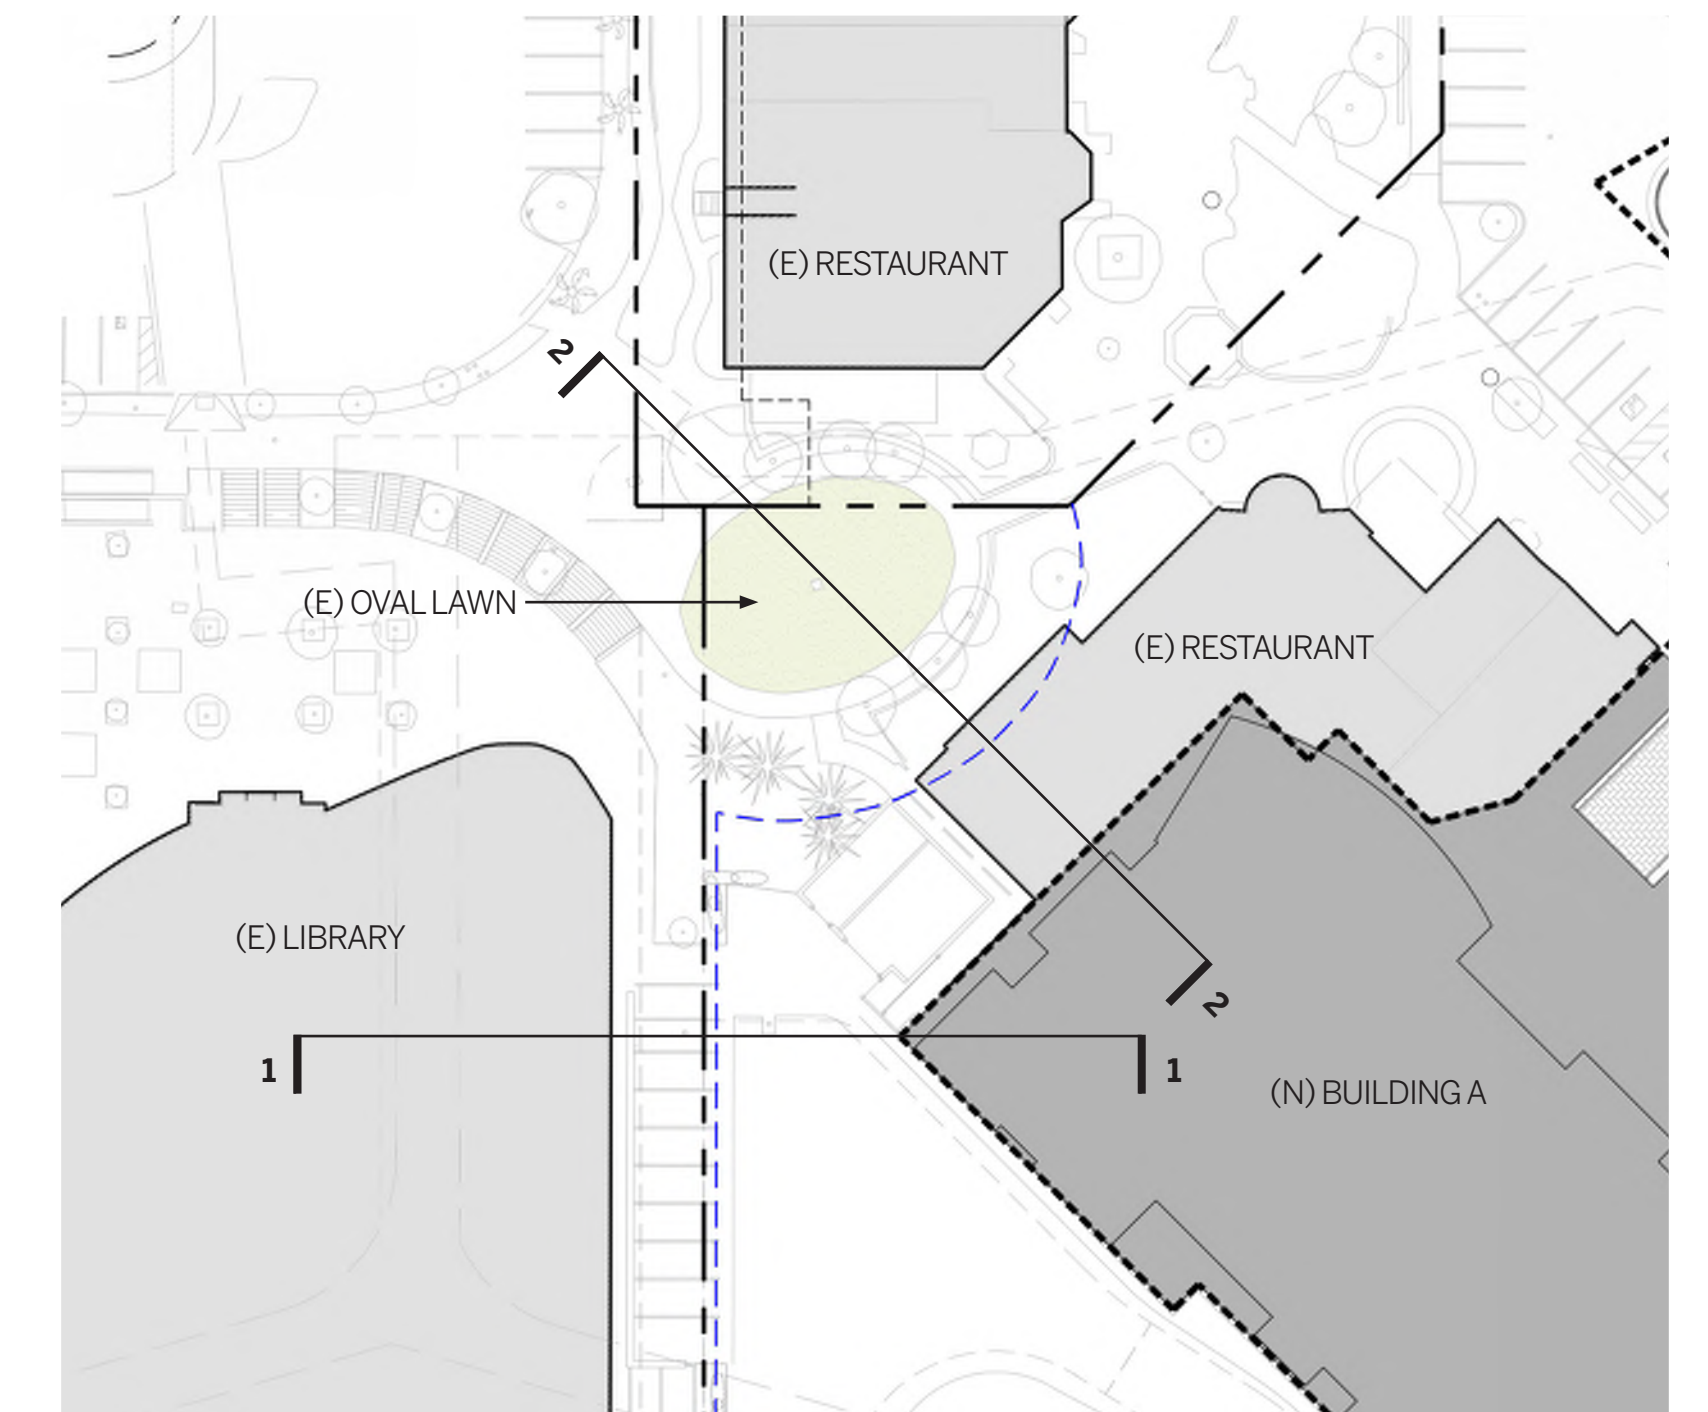 (E) RESTAURANT
2
(E) OVAL LAWN
(E) RESTAURANT
(E) LIBRARY
2
1
1
(N) BUILDING A